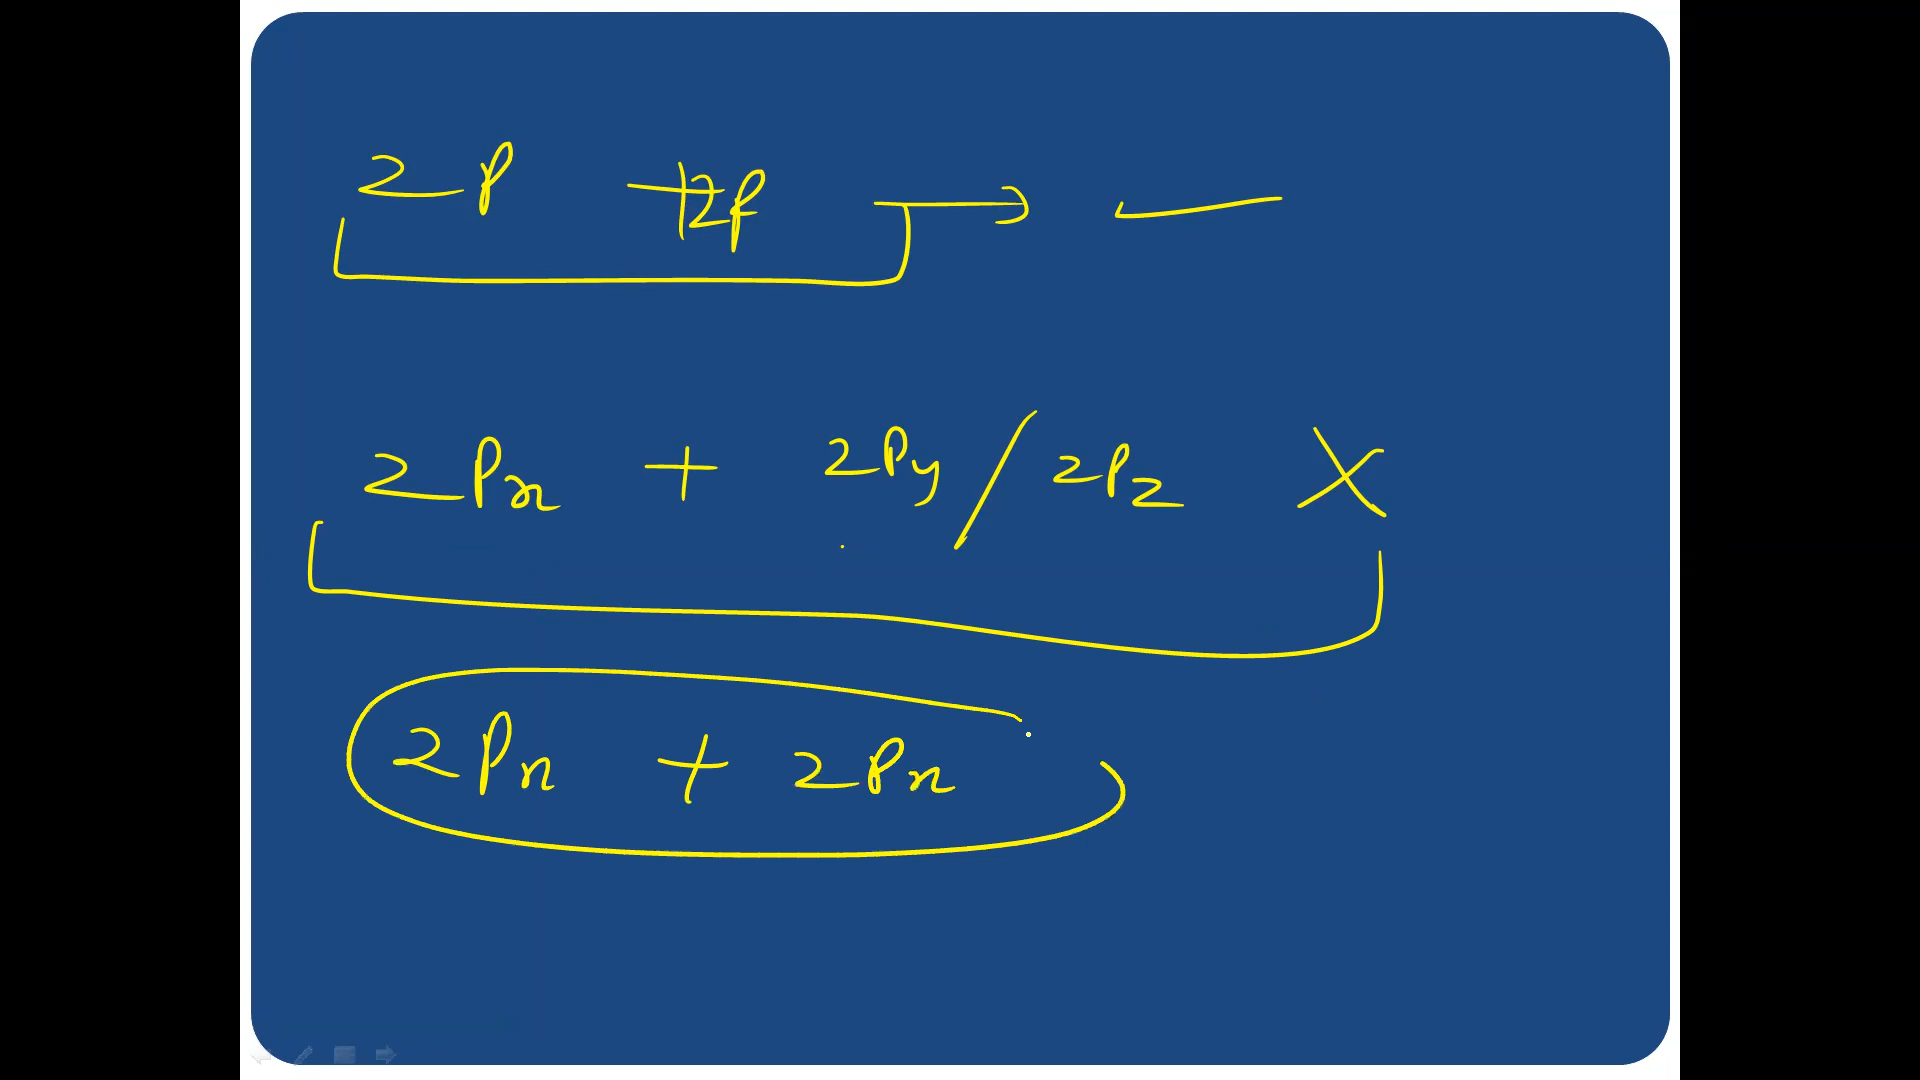 2P + 2P →
2Px + 2Py / 2Pz X
2Px + 2Px